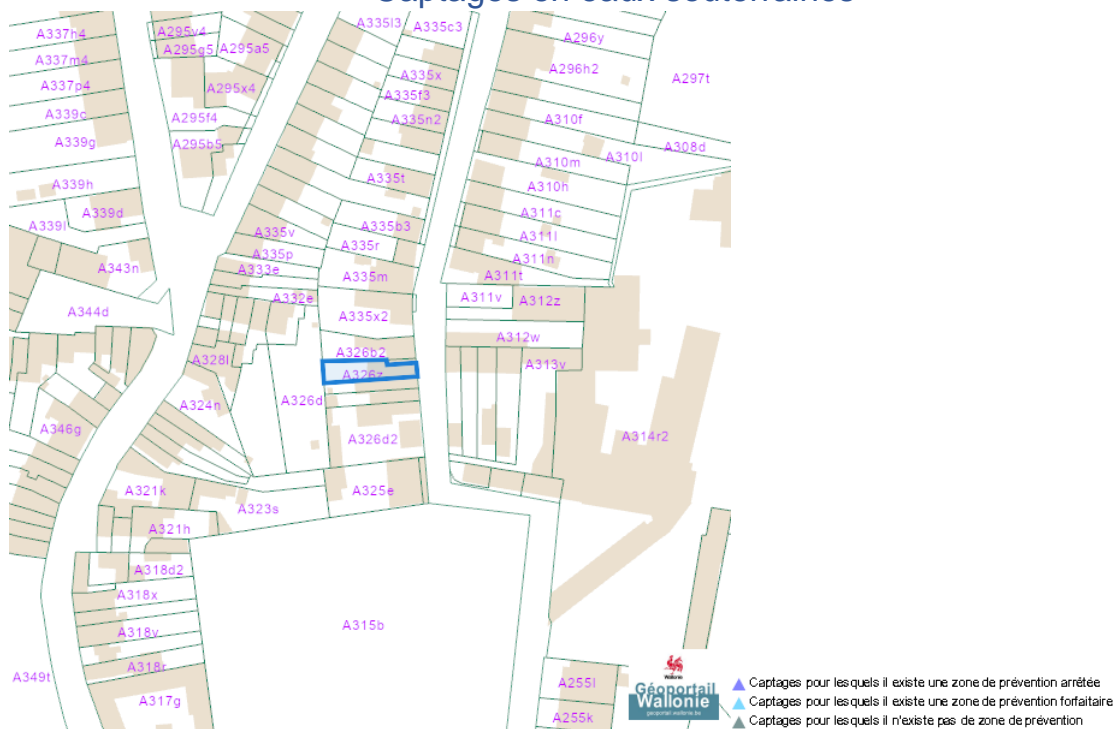 Captages en eaux souterraines
A337h4
A295v4
A335l3
A335c3
A296y
A295g5
A295a5
A337m4
A296h2
A335x
A297t
A337p4
A295x4
A335f3
A339c
A295f4
A335n2
A310f
A339g
A295b5
A308d
A310l
A310m
A339h
A335t
A310h
A339d
A311c
A339l
A335v
A335b3
A311l
A335r
A335p
A311n
A343n
A333e
A335m
A311t
A332e
A311v
A312z
A344d
A335x2
A312w
A326b2
A328l
A313v
A326z
A326d
A324n
A346g
A326d2
A314r2
A321k
A325e
A323s
A321h
A318d2
A318x
A315b
A318v
A318r
A349t
A255l
A317g
A255k
Wallonie
Géoportail
Wallonie
geoportail.wallonie.be
Captages pour lesquels il existe une zone de prévention arrêtée
Captages pour lesquels il existe une zone de prévention forfaitaire
Captages pour lesquels il n'existe pas de zone de prévention